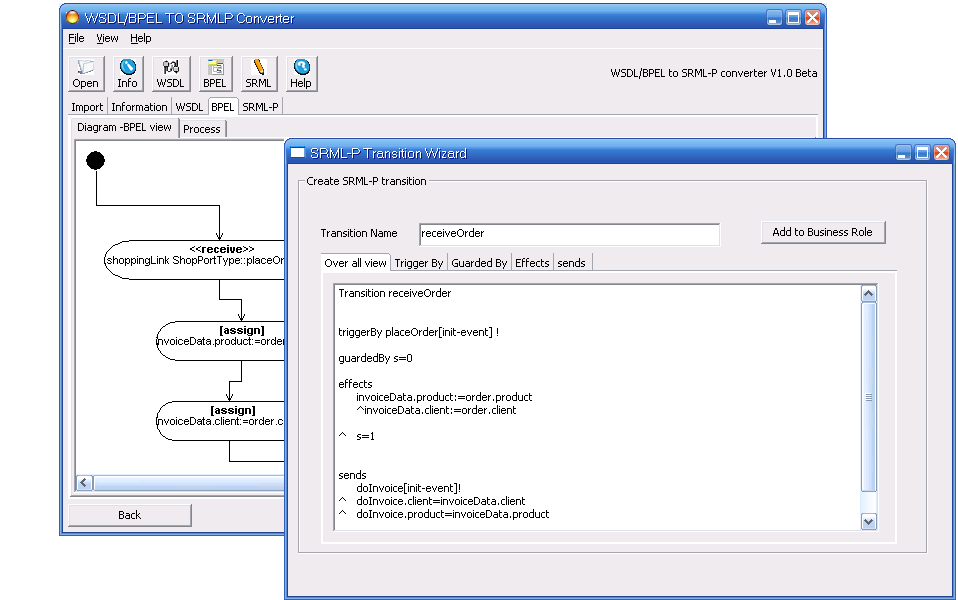 WSDL/BPEL TO SRMLP Converter
File View Help
Open Info WSDL BPEL SRML Help
WSDL/BPEL to SRML-P converter V1.0 Beta
Import Information WSDL BPEL SRML-P
Diagram -BPEL view Process
<<receive>>
shoppingLink ShopPortType::placeOr
[assign]
nvoiceData.product:=order
[assign]
nvoiceData.client:=order.c
Back
SRML-P Transition Wizard
Create SRML-P transition
Transition Name receiveOrder Add to Business Role
Over all view Trigger By Guarded By Effects sends
Transition receiveOrder
triggerBy placeOrder[init-event] !
guardedBy s=0
effects
invoiceData.product:=order.product
^invoiceData.client:=order.client
^ s=1
sends
doInvoice[init-event]!
^ doInvoice.client=invoiceData.client
^ doInvoice.product=invoiceData.product